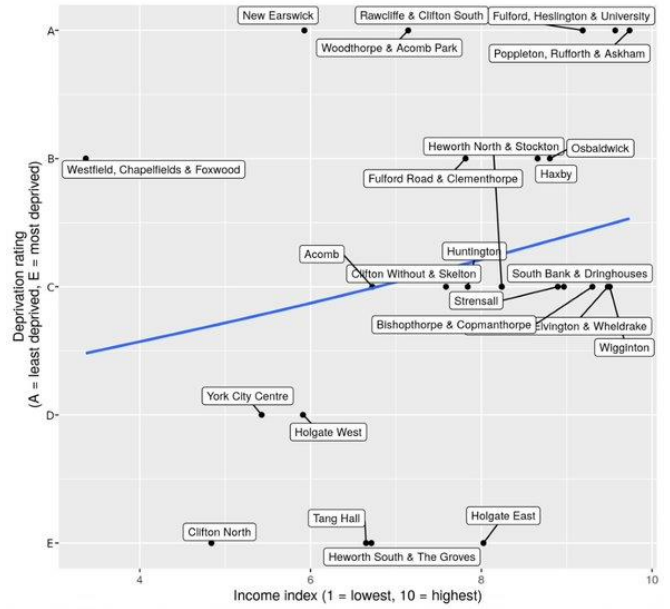 New Earswick
Rawcliffe & Clifton South
Fulford, Heslington & University
A
Woodthorpe & Acomb Park
Poppleton, Rufforth & Askham
Heworth North & Stockton
Osbaldwick
B
Westfield, Chapelfields & Foxwood
Fulford Road & Clementhorpe
Haxby
Acomb
Huntington
Clifton Without & Skelton
South Bank & Dringhouses
C
Strensall
Bishopthorpe & Copmanthorpe
Elvington & Wheldrake
Wigginton
York City Centre
D
Holgate West
Tang Hall
Holgate East
Clifton North
E
Heworth South & The Groves
4 6 8 10
Income index (1 = lowest, 10 = highest)
Deprivation rating
(A = least deprived, E = most deprived)